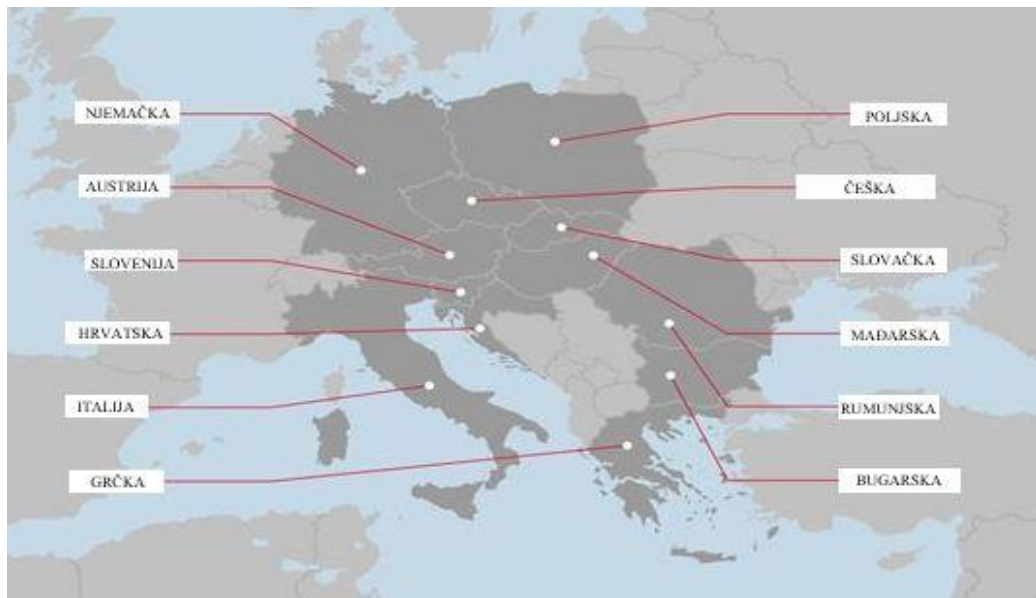 NJEMAČKA
AUSTRIJA
SLOVENIJA
HRVATSKA
ITALIJA
GRČKA
POLJSKA
ČEŠKA
SLOVAČKA
MAĐARSKA
RUMUNJSKA
BUGARSKA